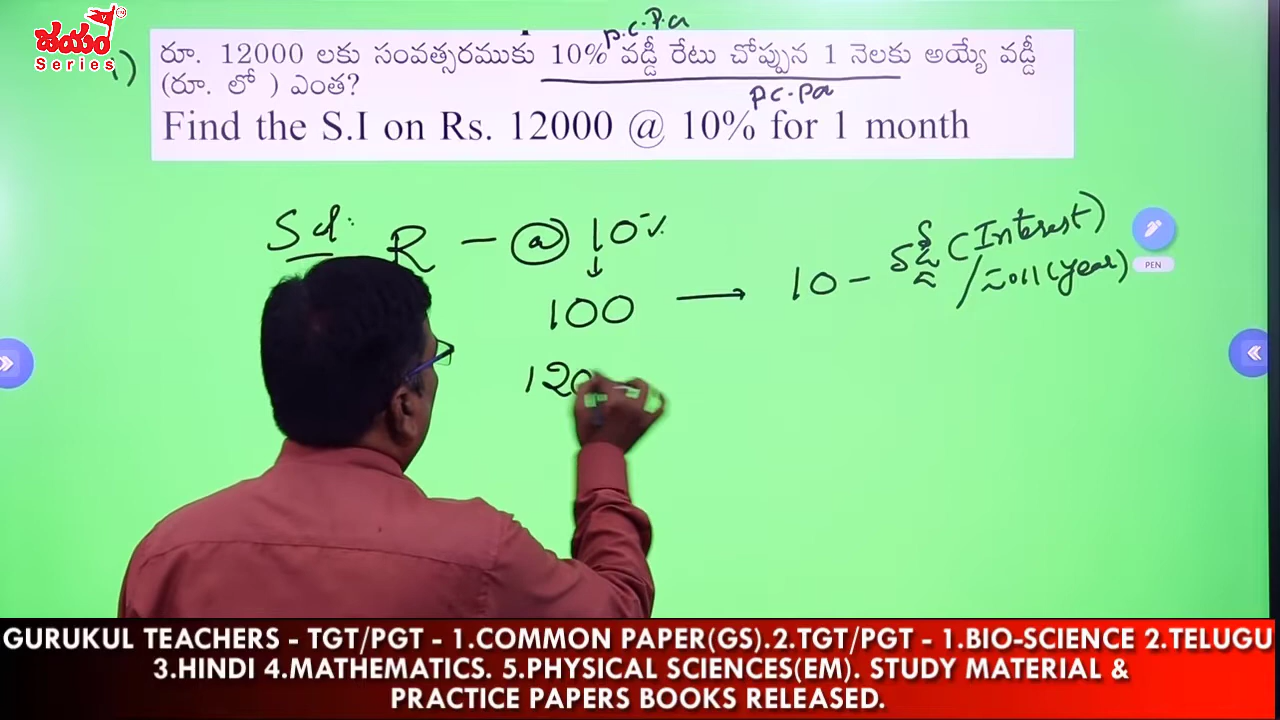 జయం
Series
p.c.p.a
1) రూ. 12000 లకు సంవత్సరముకు 10% వడ్డీ రేటు చోప్పున 1 నెలకు అయ్యే వడ్డీ
(రూ. లో ) ఎంత?
pc.pa
Find the S.I on Rs. 12000 @ 10% for 1 month
Sol:
R - @ 10%
100 → 10 - వడ్డీ (Interest)
/సం॥(year)
PEN
120
GURUKUL TEACHERS - TGT/PGT - 1.COMMON PAPER(GS).2.TGT/PGT - 1.BIO-SCIENCE 2.TELUGU
3.HINDI 4.MATHEMATICS. 5.PHYSICAL SCIENCES(EM). STUDY MATERIAL &
PRACTICE PAPERS BOOKS RELEASED.